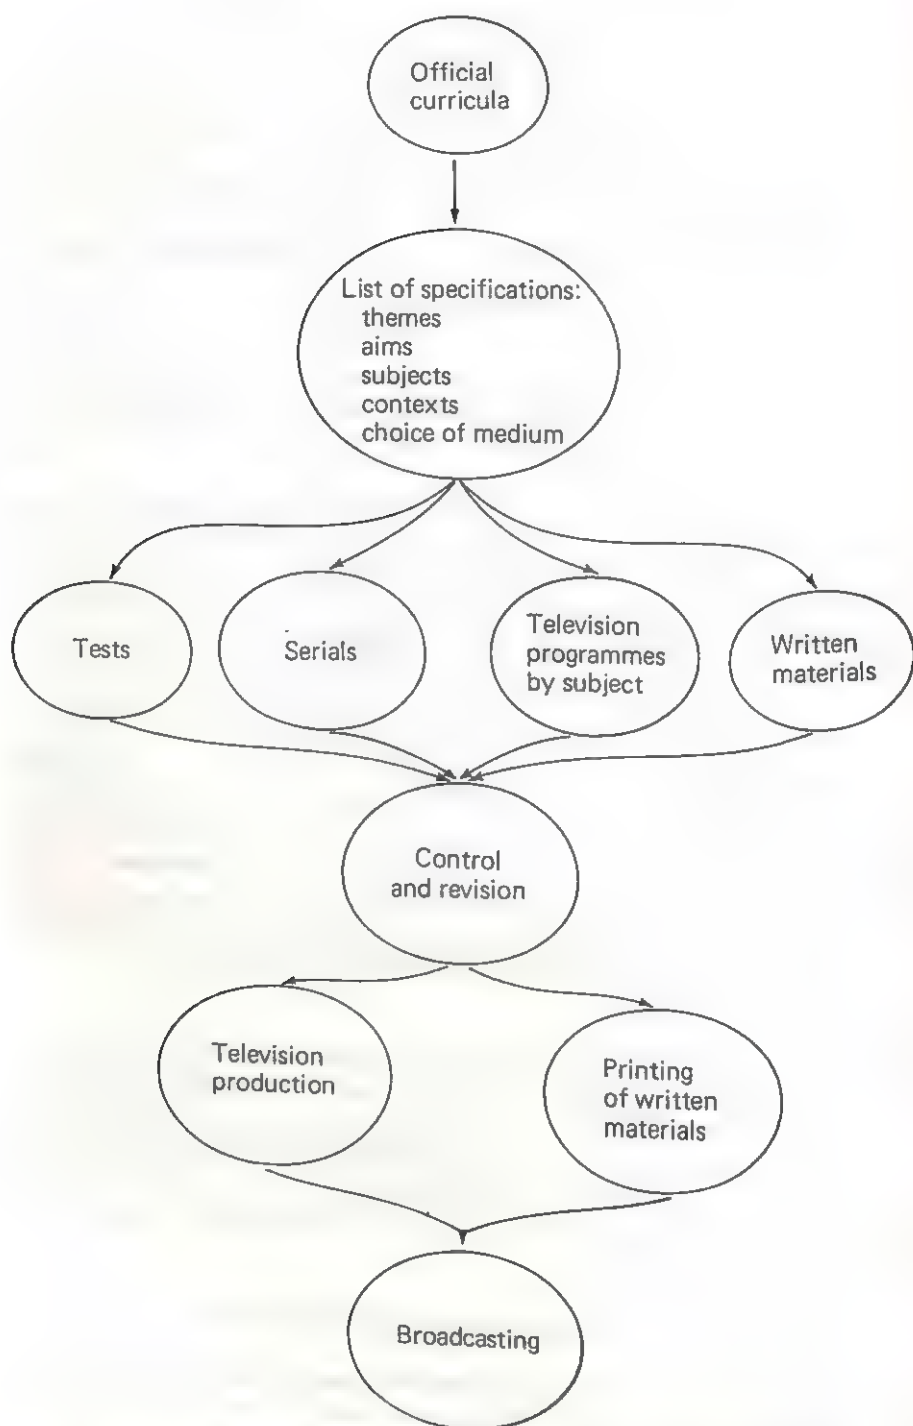 Official
curricula
List of specifications:
themes
aims
subjects
contexts
choice of medium
Tests
Serials
Television
programmes
by subject
Written
materials
Control
and revision
Television
production
Printing
of written
materials
Broadcasting